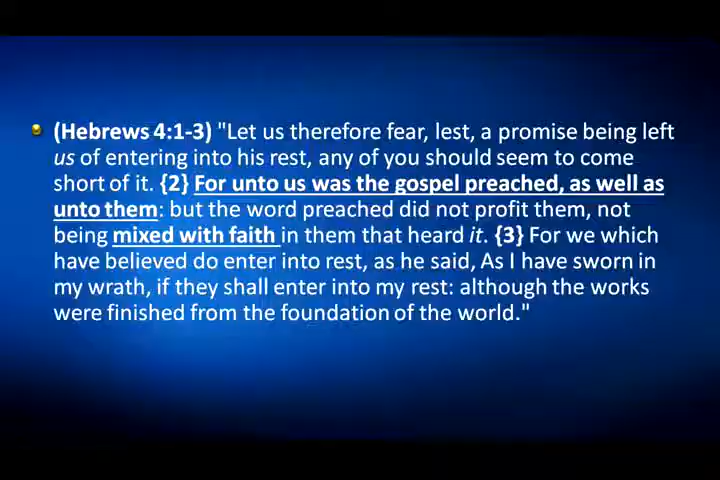 (Hebrews 4:1-3) "Let us therefore fear, lest, a promise being left
us of entering into his rest, any of you should seem to come
short of it. {2} For unto us was the gospel preached, as well as
unto them: but the word preached did not profit them, not
being mixed with faith in them that heard it. {3} For we which
have believed do enter into rest, as he said, As I have sworn in
my wrath, if they shall enter into my rest: although the works
were finished from the foundation of the world."